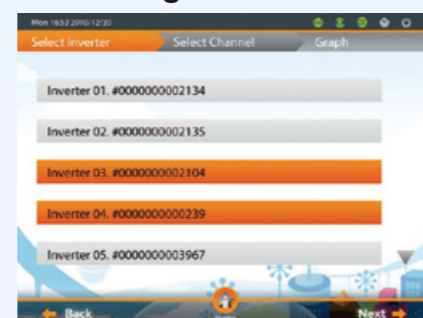 Mon 16:52 2010/12/20
Select Inverter Select Channel Graph
Inverter 01. #0000000002134
Inverter 02. #0000000002135
Inverter 03. #0000000002104
Inverter 04. #0000000000239
Inverter 05. #0000000003967
Back Next